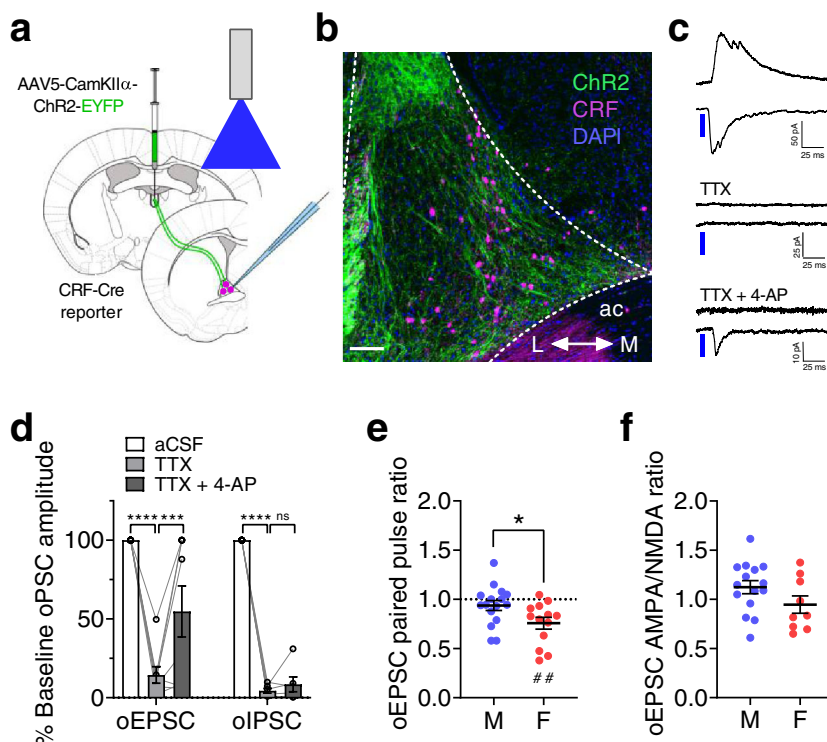 a
AAV5-CamKIIα-
ChR2-EYFP
CRF-Cre
reporter
b
ChR2
CRF
DAPI
ac
L
M
c
50 pA
25 ms
TTX
25 pA
25 ms
TTX + 4-AP
10 pA
25 ms
d
aCSF
TTX
TTX + 4-AP
% Baseline oPSC amplitude
100
50
0
****
***
****
ns
oEPSC
oIPSC
e
oEPSC paired pulse ratio
2.0
1.5
1.0
0.5
0.0
*
##
M
F
f
oEPSC AMPA/NMDA ratio
2.0
1.5
1.0
0.5
0.0
M
F